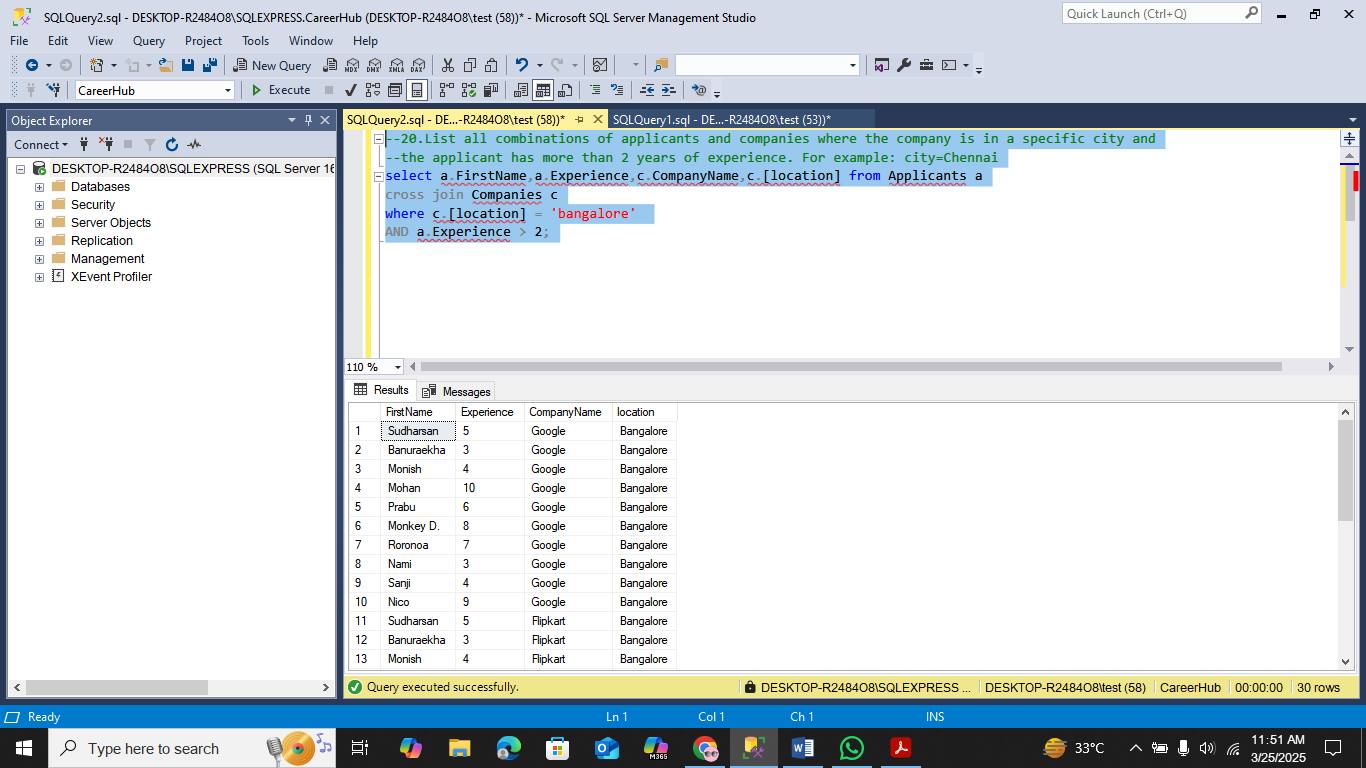 SQLQuery2.sql - DESKTOP-R2484O8\SQLEXPRESS.CareerHub (DESKTOP-R2484O8\test (58))* - Microsoft SQL Server Management Studio
Quick Launch (Ctrl+Q)
File Edit View Query Project Tools Window Help
New Query
MDX DMX XMLA DAX
CareerHub
Execute
Object Explorer
SQLQuery2.sql - DE...-R2484O8\test (58))*
SQLQuery1.sql - DE...-R2484O8\test (53))*
Connect
DESKTOP-R2484O8\SQLEXPRESS (SQL Server 16
Databases
Security
Server Objects
Replication
Management
XEvent Profiler
--20.List all combinations of applicants and companies where the company is in a specific city and
--the applicant has more than 2 years of experience. For example: city=Chennai
select a.FirstName,a.Experience,c.CompanyName,c.[location] from Applicants a
cross join Companies c
where c.[location] = 'bangalore'
AND a.Experience > 2;
110 %
Results Messages
FirstName Experience CompanyName location
1 Sudharsan 5 Google Bangalore
2 Banuraekha 3 Google Bangalore
3 Monish 4 Google Bangalore
4 Mohan 10 Google Bangalore
5 Prabu 6 Google Bangalore
6 Monkey D. 8 Google Bangalore
7 Roronoa 7 Google Bangalore
8 Nami 3 Google Bangalore
9 Sanji 4 Google Bangalore
10 Nico 9 Google Bangalore
11 Sudharsan 5 Flipkart Bangalore
12 Banuraekha 3 Flipkart Bangalore
13 Monish 4 Flipkart Bangalore
Query executed successfully.
DESKTOP-R2484O8\SQLEXPRESS ... DESKTOP-R2484O8\test (58) CareerHub 00:00:00 30 rows
Ready
Ln 1 Col 1 Ch 1 INS
Type here to search
M365
33°C
11:51 AM
3/25/2025